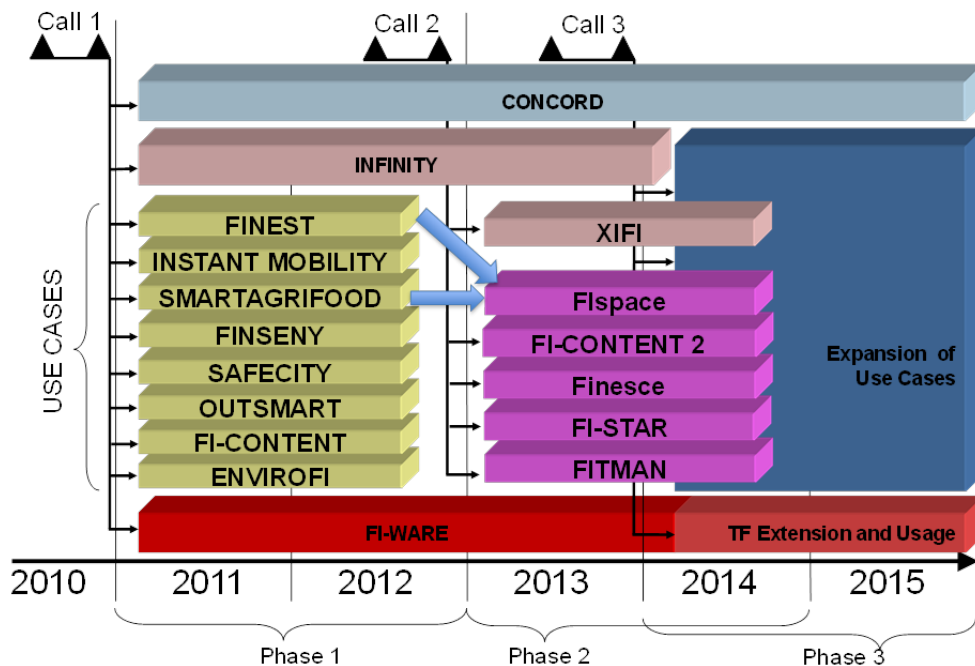 Call 1
Call 2
Call 3
CONCORD
INFINITY
USE CASES
FINEST
INSTANT MOBILITY
SMARTAGRIFOOD
FINSENY
SAFECITY
OUTSMART
FI-CONTENT
ENVIROFI
XIFI
FIspace
FI-CONTENT 2
Finesce
FI-STAR
FITMAN
Expansion of
Use Cases
FI-WARE
TF Extension and Usage
2010
2011
2012
2013
2014
2015
Phase 1
Phase 2
Phase 3